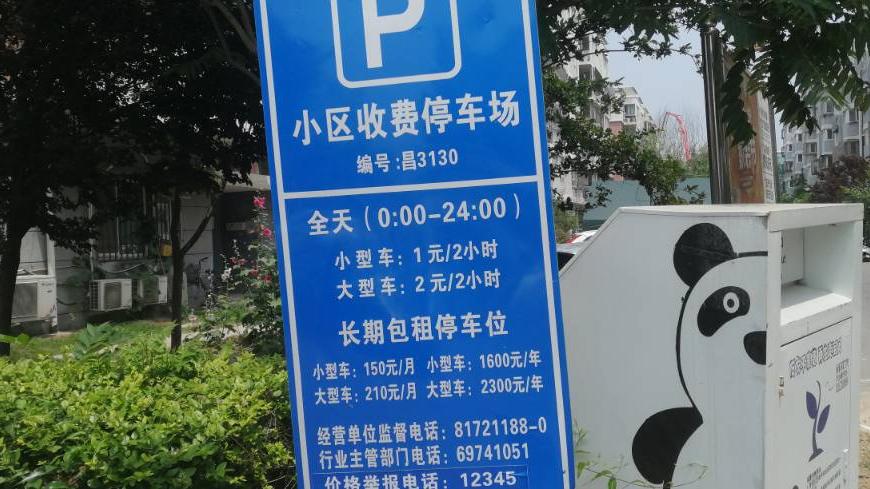 P
小区收费停车场
编号:昌3130
全天（0:00-24:00）
小型车：1元/2小时
大型车：2元/2小时
长期包租停车位
小型车：150元/月 小型车：1600元/年
大型车：210元/月 大型车：2300元/年
经营单位监督电话：81721188-0
行业主管部门电话：69741051
价格举报电话：12345